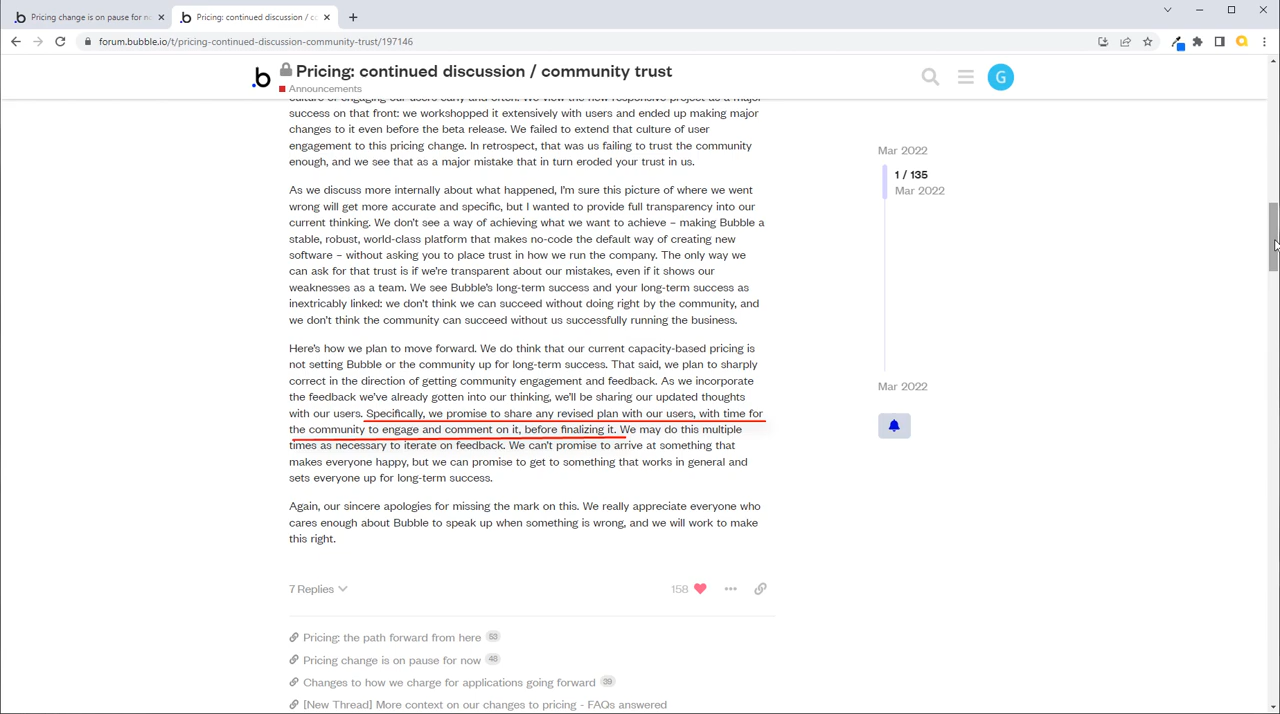 Pricing change is on pause for n
Pricing: continued discussion / c
forum.bubble.io/t/pricing-continued-discussion-community-trust/197146
.b
Pricing: continued discussion / community trust
Announcements
G
culture of engaging our users early and often. We view the new responsive project as a major
success on that front: we workshopped it extensively with users and ended up making major
changes to it even before the beta release. We failed to extend that culture of user
engagement to this pricing change. In retrospect, that was us failing to trust the community
enough, and we see that as a major mistake that in turn eroded your trust in us.
As we discuss more internally about what happened, I'm sure this picture of where we went
wrong will get more accurate and specific, but I wanted to provide full transparency into our
current thinking. We don't see a way of achieving what we want to achieve – making Bubble a
stable, robust, world-class platform that makes no-code the default way of creating new
software – without asking you to place trust in how we run the company. The only way we
can ask for that trust is if we're transparent about our mistakes, even if it shows our
weaknesses as a team. We see Bubble's long-term success and your long-term success as
inextricably linked: we don't think we can succeed without doing right by the community, and
we don't think the community can succeed without us successfully running the business.
Here's how we plan to move forward. We do think that our current capacity-based pricing is
not setting Bubble or the community up for long-term success. That said, we plan to sharply
correct in the direction of getting community engagement and feedback. As we incorporate
the feedback we've already gotten into our thinking, we'll be sharing our updated thoughts
with our users. Specifically, we promise to share any revised plan with our users, with time for
the community to engage and comment on it, before finalizing it. We may do this multiple
times as necessary to iterate on feedback. We can't promise to arrive at something that
makes everyone happy, but we can promise to get to something that works in general and
sets everyone up for long-term success.
Again, our sincere apologies for missing the mark on this. We really appreciate everyone who
cares enough about Bubble to speak up when something is wrong, and we will work to make
this right.
7 Replies
158
Pricing: the path forward from here 53
Pricing change is on pause for now 48
Changes to how we charge for applications going forward 39
[New Thread] More context on our changes to pricing - FAQs answered
Mar 2022
1 / 135
Mar 2022
Mar 2022